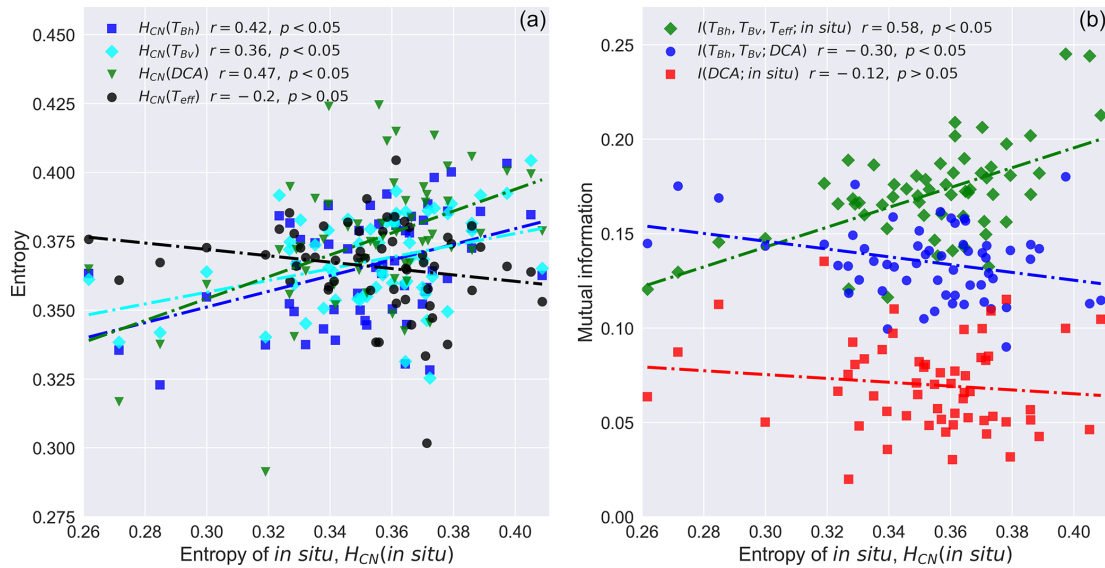 (a)
H_CN(T_Bh) r = 0.42, p < 0.05
H_CN(T_Bv) r = 0.36, p < 0.05
H_CN(DCA) r = 0.47, p < 0.05
H_CN(T_eff) r = −0.2, p > 0.05
Entropy
0.450
0.425
0.400
0.375
0.350
0.325
0.300
0.275
0.26 0.28 0.30 0.32 0.34 0.36 0.38 0.40
Entropy of in situ, H_CN(in situ)
(b)
I(T_Bh, T_Bv, T_eff; in situ) r = 0.58, p < 0.05
I(T_Bh, T_Bv; DCA) r = −0.30, p < 0.05
I(DCA; in situ) r = −0.12, p > 0.05
Mutual information
0.25
0.20
0.15
0.10
0.05
0.00
0.26 0.28 0.30 0.32 0.34 0.36 0.38 0.40
Entropy of in situ, H_CN(in situ)